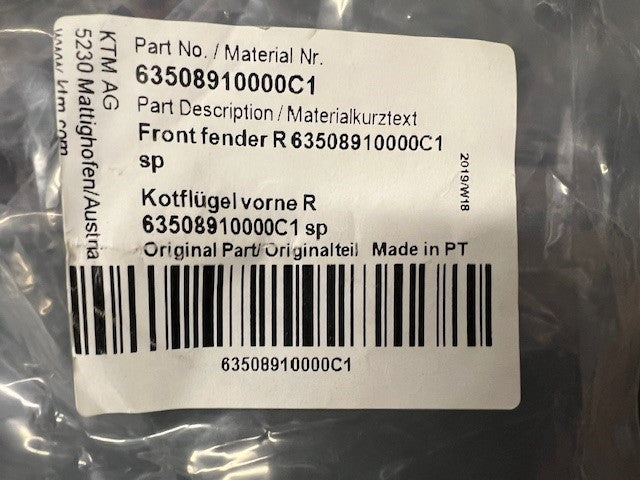 KTM AG
5230 Mattighofen/Austria
www.ktm.com
Part No. / Material Nr.
63508910000C1
Part Description / Materialkurztext
Front fender R 63508910000C1
sp
Kotflügel vorne R
63508910000C1 sp
2019/W18
Original Part/Originalteil Made in PT
63508910000C1